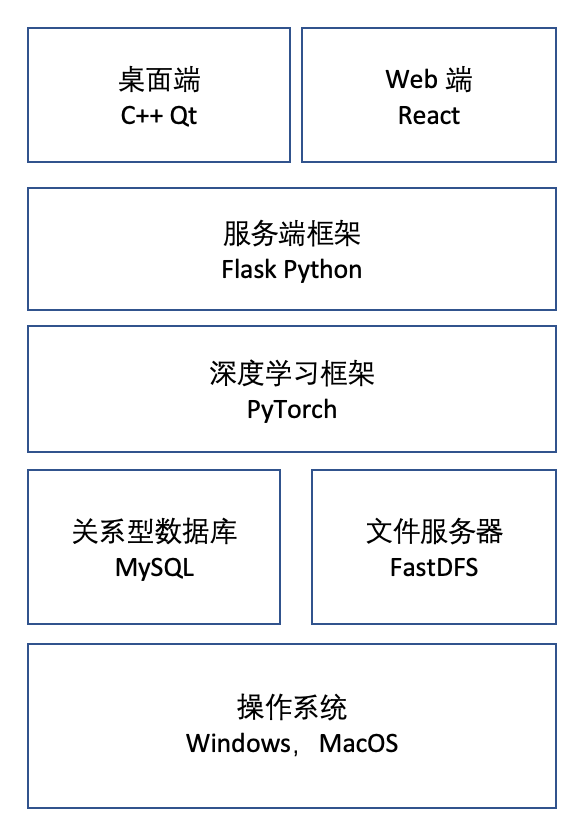 桌面端
C++ Qt
Web 端
React
服务端框架
Flask Python
深度学习框架
PyTorch
关系型数据库
MySQL
文件服务器
FastDFS
操作系统
Windows， MacOS